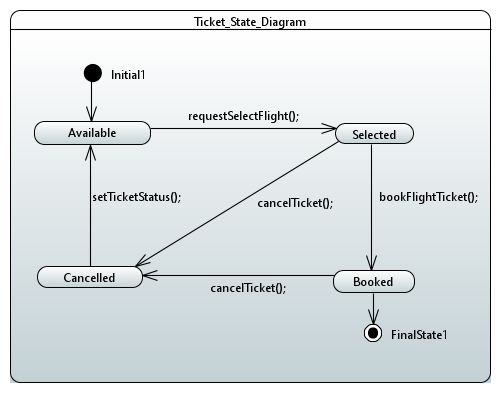 Ticket_State_Diagram
Initial1
Available
requestSelectFlight();
Selected
setTicketStatus();
cancelTicket();
bookFlightTicket();
Cancelled
cancelTicket();
Booked
FinalState1